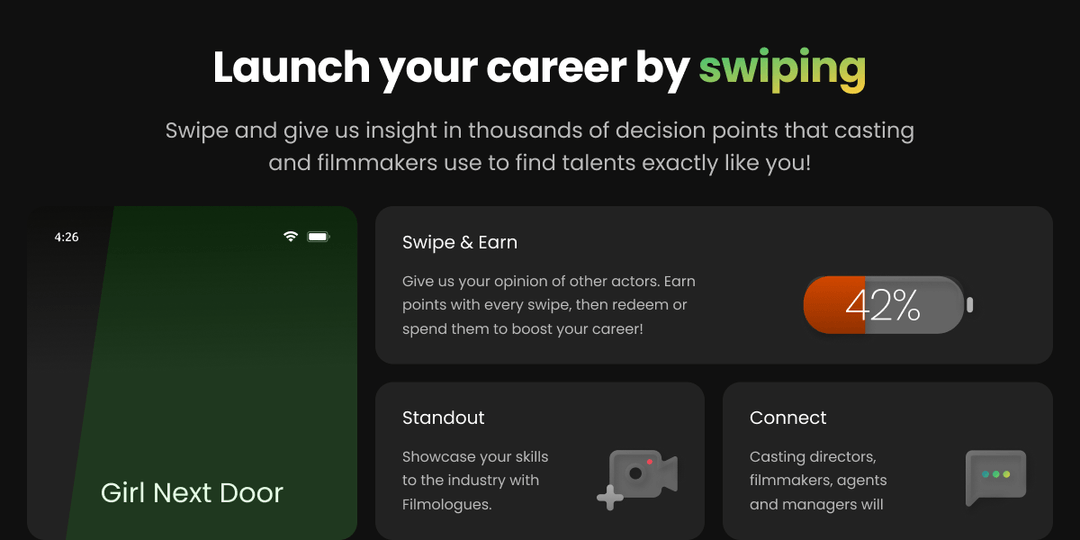 Launch your career by swiping
Swipe and give us insight in thousands of decision points that casting
and filmmakers use to find talents exactly like you!
4:26
Girl Next Door
Swipe & Earn
Give us your opinion of other actors. Earn
points with every swipe, then redeem or
spend them to boost your career!
42%
Standout
Showcase your skills
to the industry with
Filmologues.
Connect
Casting directors,
filmmakers, agents
and managers will